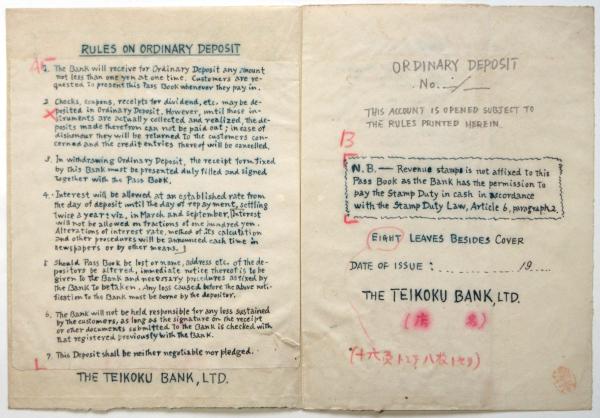 RULES ON ORDINARY DEPOSIT
1. The Bank will receive for Ordinary Deposit any amount
not less than one yen at one time. Customers are re-
quested to present this Pass Book whenever they pay in.
2. Checks, coupons, receipts for dividend, etc. may be de-
posited in Ordinary Deposit. However, until those in-
struments are actually collected and realized, the de-
posits made therefrom can not be paid out; in case of
dishonour they will be returned to the customers con-
cerned and the credit entries thereof will be cancelled.
3. In withdrawing Ordinary Deposit, the receipt form fixed
by this Bank must be presented duly filled and signed
together with the Pass Book.
4. Interest will be allowed at an established rate from
the day of deposit until the day of repayment, settling
twice a year viz, in March and September, Interest
will not be allowed on fractions of one hundred yen.
Alterations of interest rate, method of its calculation
and other procedures will be announced each time in
newspapers or by other means.
5. Should Pass Book be lost or name, address etc. of the de-
positors be altered, immediate notice thereof is to be
given to the Bank and necessary procedures as fixed by
the Bank to be taken. Any loss caused before the above noti-
fication to the Bank must be borne by the depositor.
6. The Bank will not be held responsible for any loss sustained
by the customers, as long as the signature on the receipt
or other documents submitted to the Bank is checked with
that registered previously with the Bank.
7. This Deposit shall be neither negotiable nor pledged.
THE TEIKOKU BANK, LTD.
ORDINARY DEPOSIT
No.
THIS ACCOUNT IS OPENED SUBJECT TO
THE RULES PRINTED HEREIN.
B
N.B. — Revenue stamp is not affixed to this
Pass Book as the Bank has the permission to
pay the Stamp Duty in cash in accordance
with the Stamp Duty Law, Article 6, paragraph 2.
EIGHT LEAVES BESIDES COVER
DATE OF ISSUE : .............. 19....
THE TEIKOKU BANK, LTD.
(店 名)